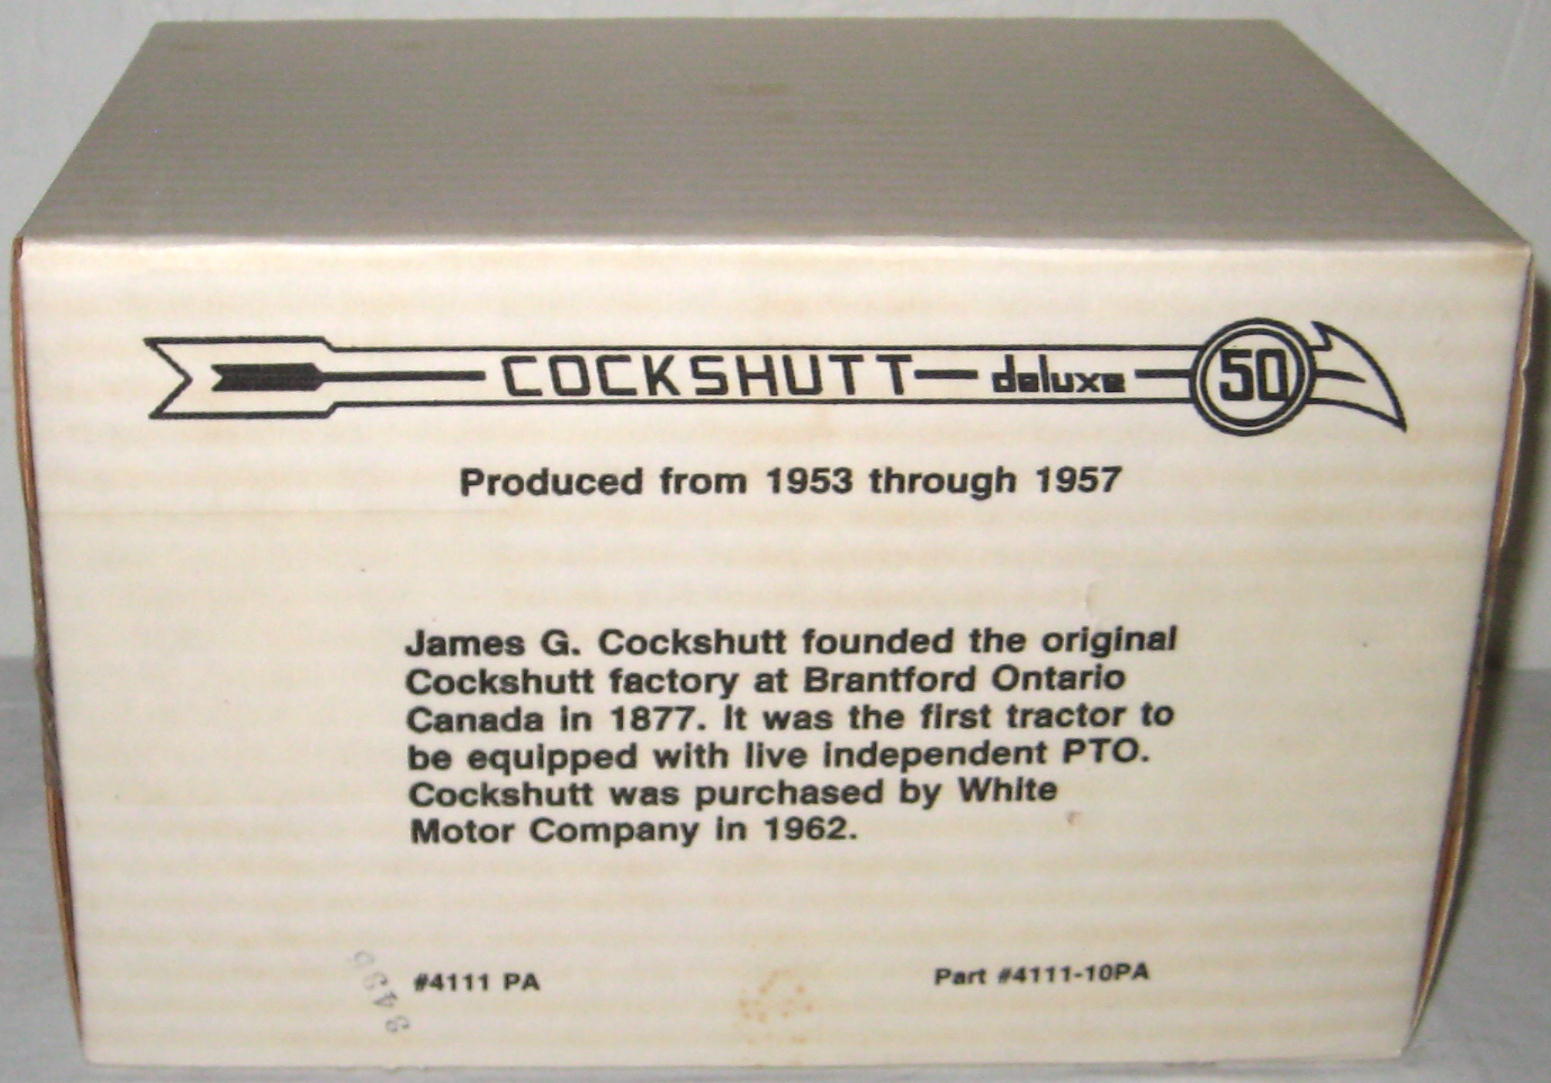 COCKSHUTT deluxe 50
Produced from 1953 through 1957
James G. Cockshutt founded the original
Cockshutt factory at Brantford Ontario
Canada in 1877. It was the first tractor to
be equipped with live independent PTO.
Cockshutt was purchased by White
Motor Company in 1962.
#4111 PA
Part #4111-10PA